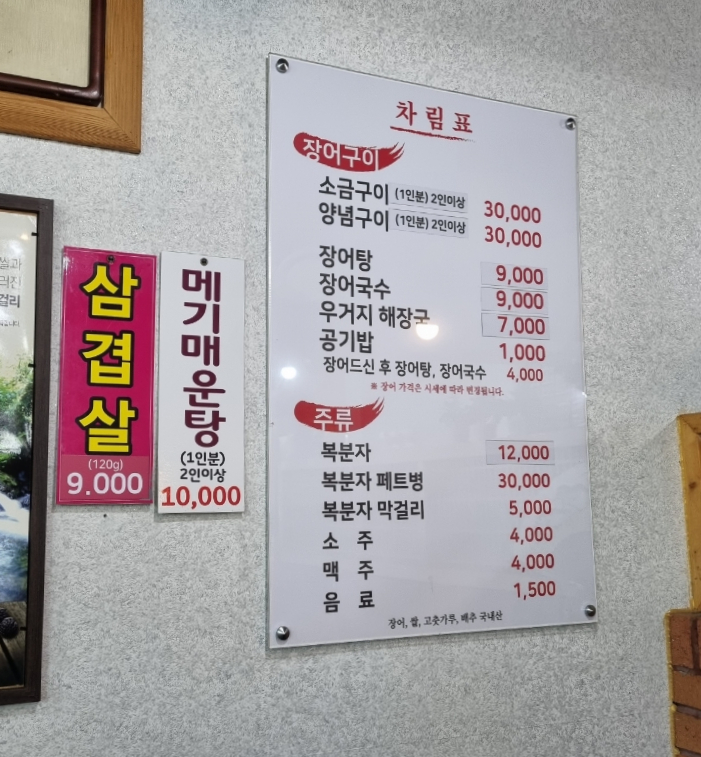 쌀과
걸리
삼겹살
(120g)
9.000
메기매운탕
(1인분)
2인이상
10,000
차림표
장어구이
소금구이 (1인분) 2인이상 30,000
양념구이 (1인분) 2인이상 30,000
장어탕 9,000
장어국수 9,000
우거지 해장국 7,000
공기밥 1,000
장어드신 후 장어탕, 장어국수 4,000
※ 장어 가격은 시세에 따라 변경됩니다.
주류
복분자 12,000
복분자 페트병 30,000
복분자 막걸리 5,000
소 주 4,000
맥 주 4,000
음 료 1,500
장어, 쌀, 고춧가루, 배추 국내산